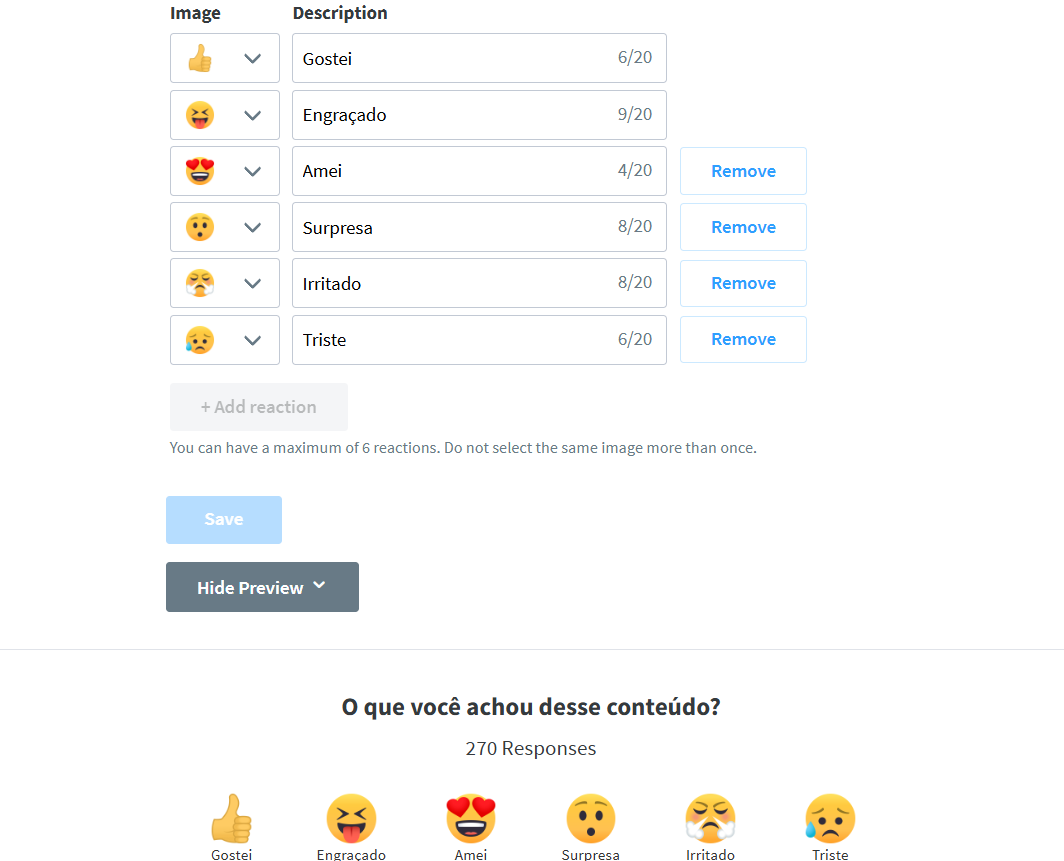 Image Description
Gostei 6/20
Engraçado 9/20
Amei 4/20 Remove
Surpresa 8/20 Remove
Irritado 8/20 Remove
Triste 6/20 Remove
+ Add reaction
You can have a maximum of 6 reactions. Do not select the same image more than once.
Save
Hide Preview
O que você achou desse conteúdo?
270 Responses
Gostei Engraçado Amei Surpresa Irritado Triste